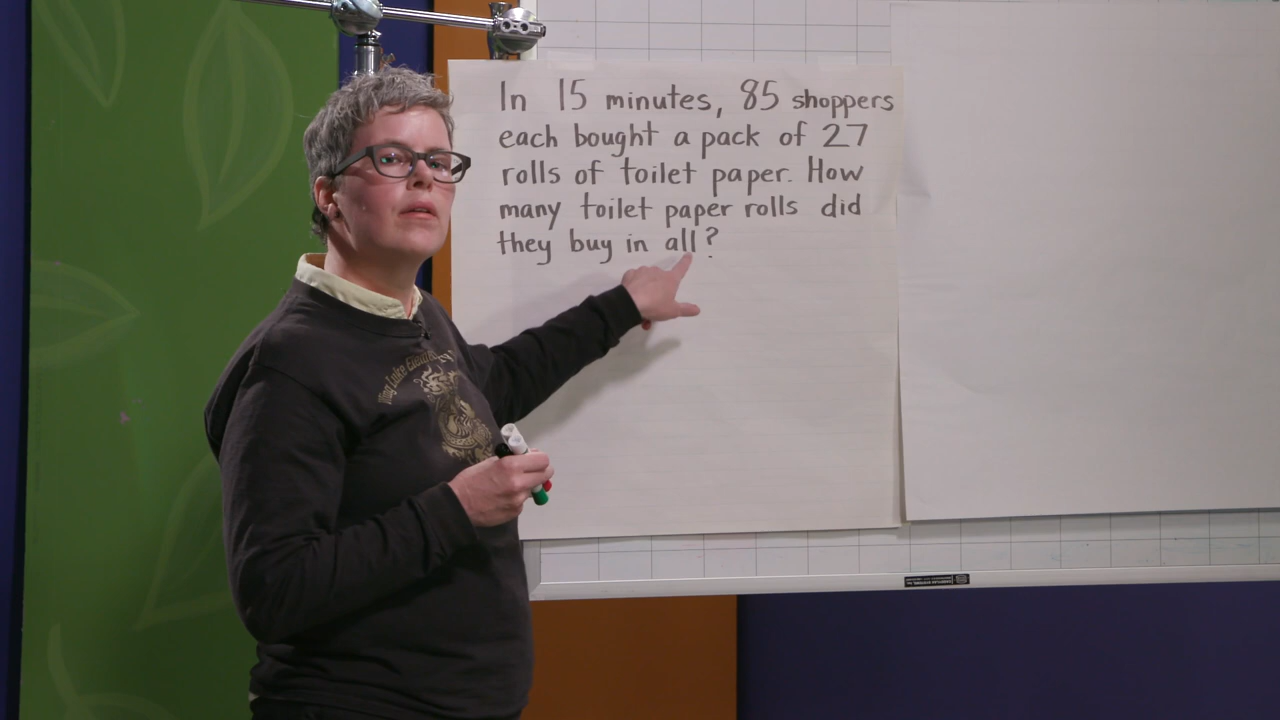 In 15 minutes, 85 shoppers
each bought a pack of 27
rolls of toilet paper. How
many toilet paper rolls did
they buy in all?